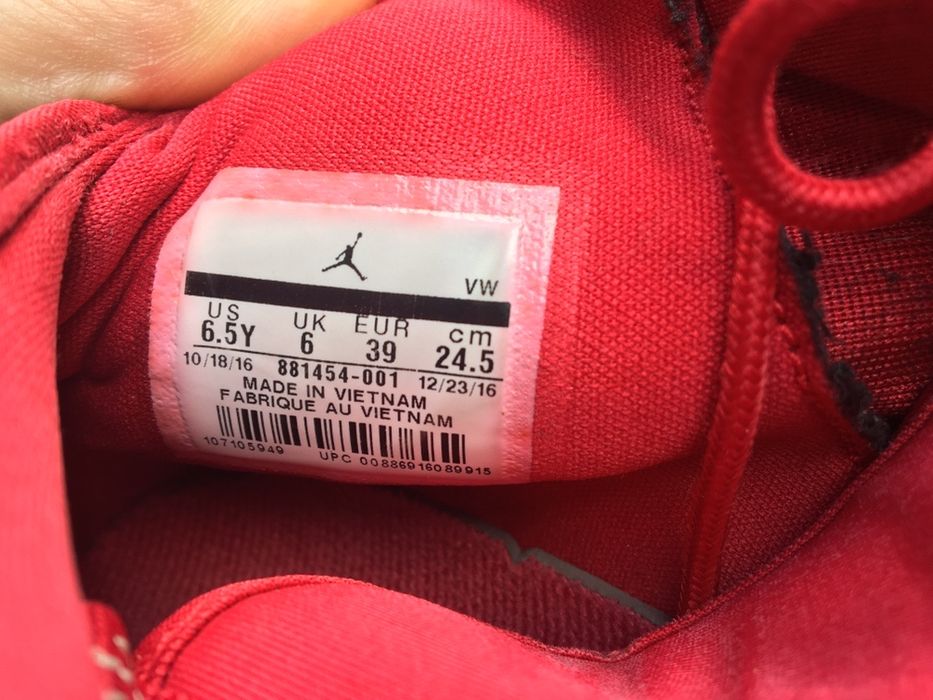 VW
US UK EUR cm
6.5Y 6 39 24.5
10/18/16 881454-001 12/23/16
MADE IN VIETNAM
FABRIQUE AU VIETNAM
107105949 UPC 00886916089915